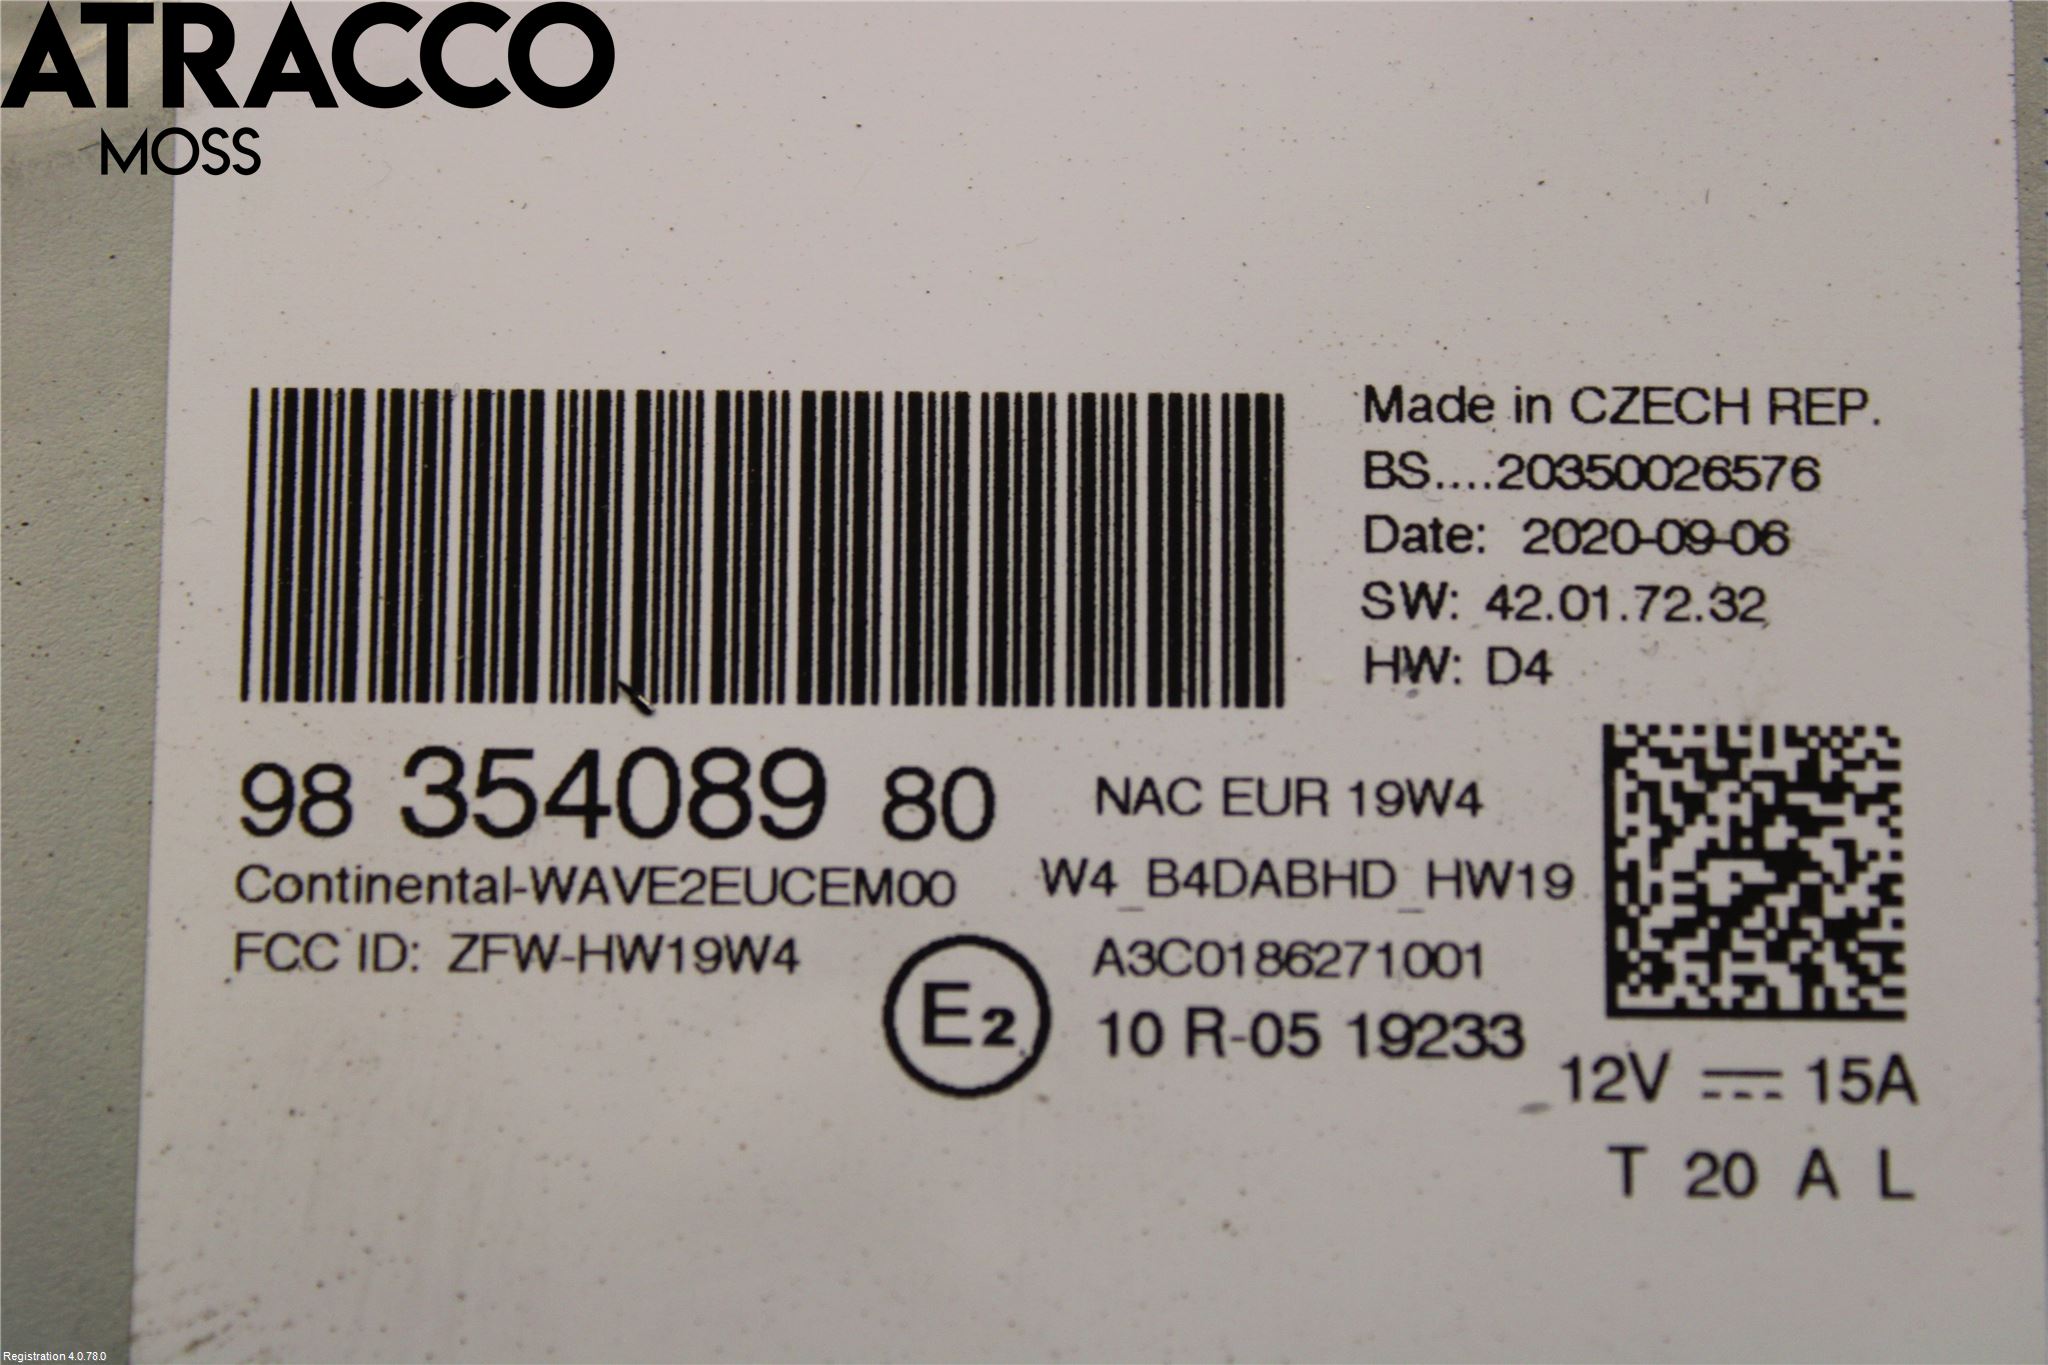 ATRACCO
MOSS
Made in CZECH REP.
BS....20350026576
Date: 2020-09-06
SW: 42.01.72.32
HW: D4
98 354089 80
NAC EUR 19W4
Continental-WAVE2EUCEM00
W4_B4DABHD_HW19
FCC ID: ZFW-HW19W4
A3C0186271001
E2
10 R-05 19233
12V 15A
T 20 A L
Registration 4.0.78.0